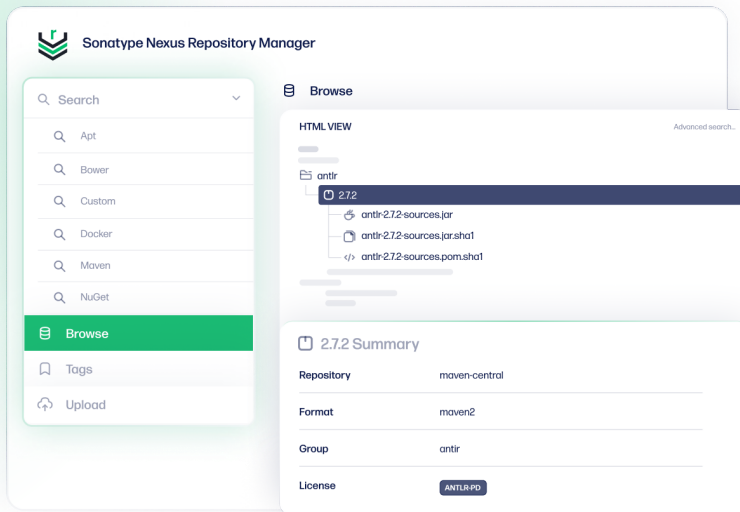 r
Sonatype Nexus Repository Manager
Search
Apt
Bower
Custom
Docker
Maven
NuGet
Browse
Tags
Upload
Browse
HTML VIEW
Advanced search...
antlr
2.7.2
antlr-2.7.2-sources.jar
antlr-2.7.2-sources.jar.sha1
antlr-2.7.2-sources.pom.sha1
2.7.2 Summary
Repository maven-central
Format maven2
Group antir
License ANTLR-PD